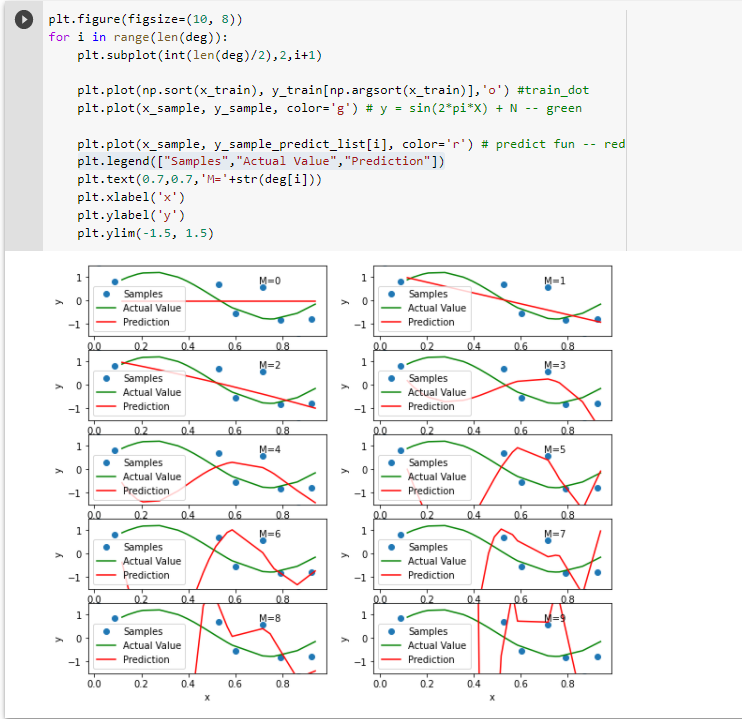 plt.figure(figsize=(10, 8))
for i in range(len(deg)):
    plt.subplot(int(len(deg)/2),2,i+1)
    plt.plot(np.sort(x_train), y_train[np.argsort(x_train)],'o') #train_dot
    plt.plot(x_sample, y_sample, color='g') # y = sin(2*pi*X) + N -- green
    plt.plot(x_sample, y_sample_predict_list[i], color='r') # predict fun -- red
    plt.legend(["Samples","Actual Value","Prediction"])
    plt.text(0.7,0.7,'M='+str(deg[i]))
    plt.xlabel('x')
    plt.ylabel('y')
    plt.ylim(-1.5, 1.5)
y 1 0 −1
M=0
Samples
Actual Value
Prediction
0.0 0.2 0.4 0.6 0.8
y 1 0 −1
M=1
Samples
Actual Value
Prediction
0.0 0.2 0.4 0.6 0.8
y 1 0 −1
M=2
Samples
Actual Value
Prediction
0.0 0.2 0.4 0.6 0.8
y 1 0 −1
M=3
Samples
Actual Value
Prediction
0.0 0.2 0.4 0.6 0.8
y 1 0 −1
M=4
Samples
Actual Value
Prediction
0.0 0.2 0.4 0.6 0.8
y 1 0 −1
M=5
Samples
Actual Value
Prediction
0.0 0.2 0.4 0.6 0.8
y 1 0 −1
M=6
Samples
Actual Value
Prediction
0.0 0.2 0.4 0.6 0.8
y 1 0 −1
M=7
Samples
Actual Value
Prediction
0.0 0.2 0.4 0.6 0.8
y 1 0 −1
M=8
Samples
Actual Value
Prediction
0.0 0.2 0.4 0.6 0.8
x
y 1 0 −1
M=9
Samples
Actual Value
Prediction
0.0 0.2 0.4 0.6 0.8
x